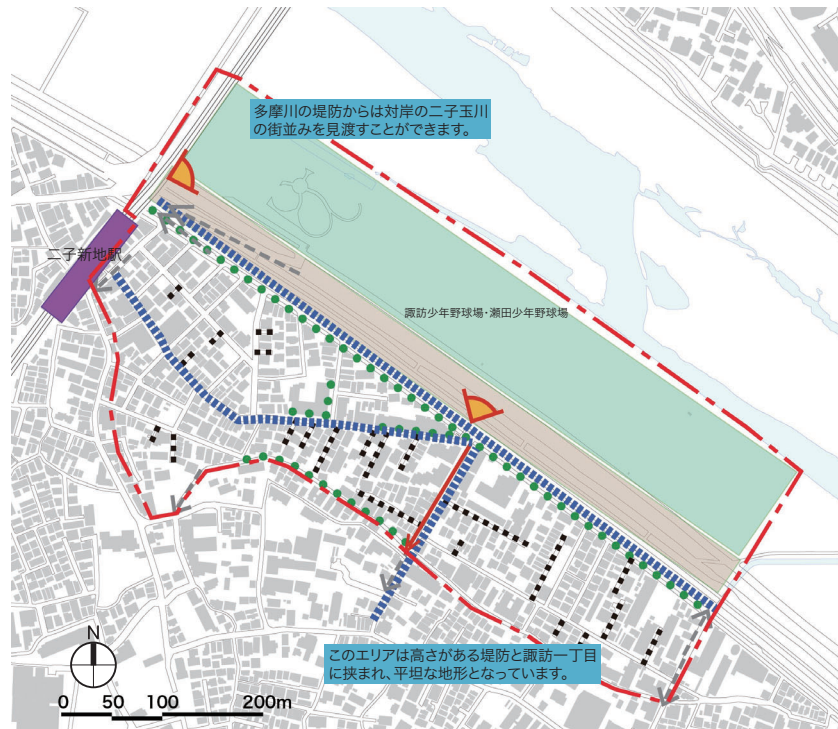 多摩川の堤防からは対岸の二子玉川
の街並みを見渡すことができます。
二子新地駅
諏訪少年野球場・瀬田少年野球場
このエリアは高さがある堤防と諏訪一丁目
に挟まれ、平坦な地形となっています。
N
0 50 100 200m